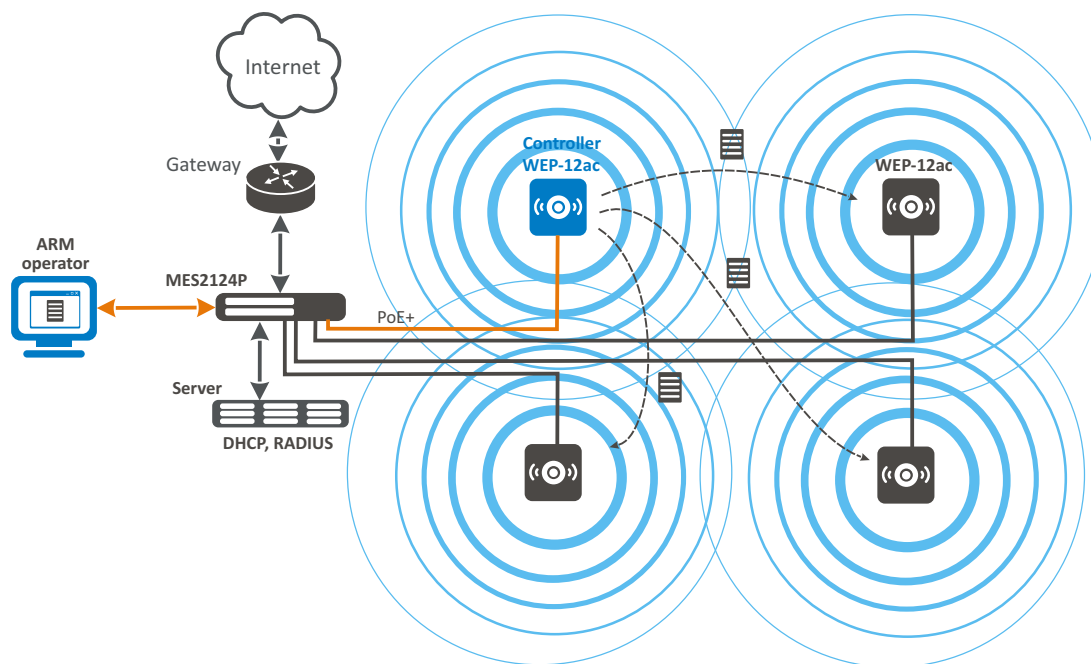 Internet
Gateway
Controller
WEP-12ac
WEP-12ac
ARM
operator
MES2124P
PoE+
Server
DHCP, RADIUS